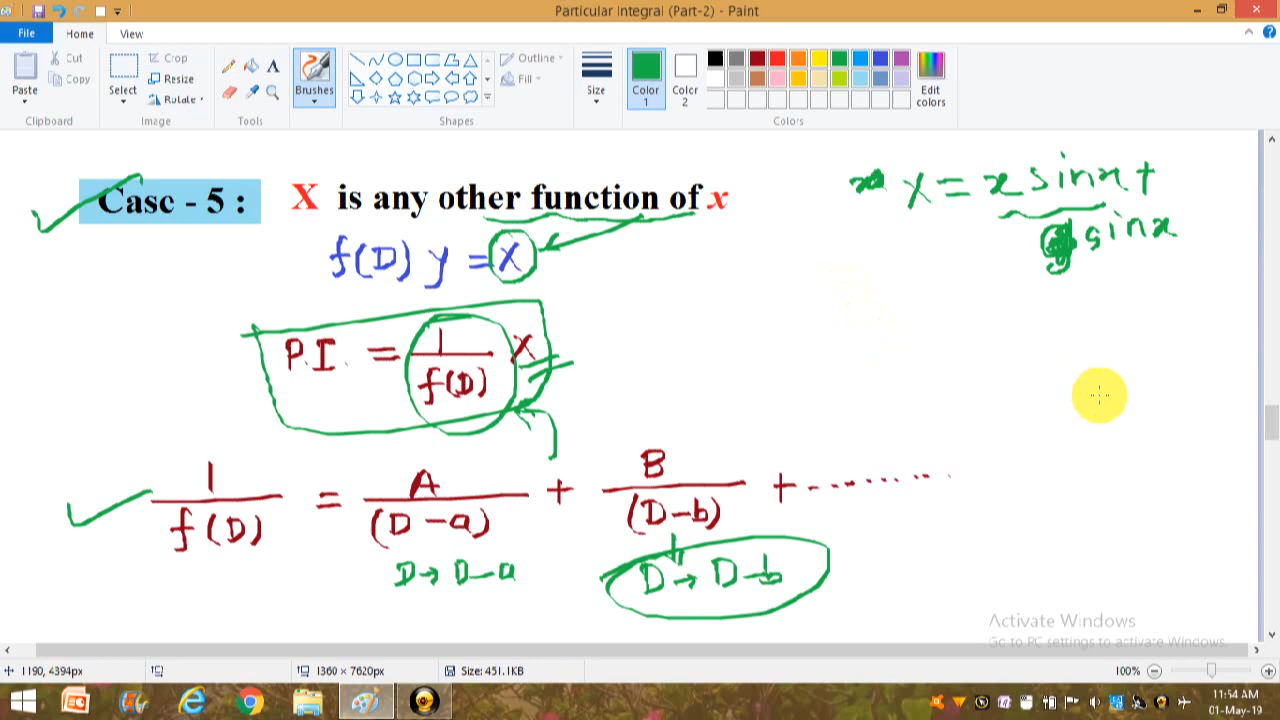 Particular Integral (Part-2) - Paint
File Home View
Paste Cut Copy Select Crop Resize Rotate Brushes Outline Fill Size Color 1 Color 2 Edit colors
Clipboard Image Tools Shapes Colors
Case - 5 : X is any other function of x
X = x sinx +
sinx
f(D) y = X
P.I. = 1/f(D) X
1/f(D) = A/(D-a) + B/(D-b) + ........
D → D-a D → D-b
Activate Windows
Go to PC settings to activate Windows.
1190, 4394px 1360 × 7620px Size: 451.1KB 100%
11:54 AM
01-May-19